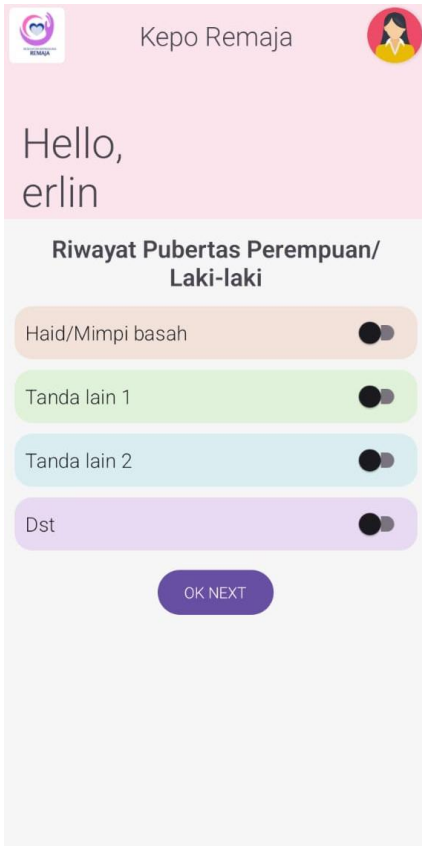 REMAJA
Kepo Remaja
Hello,
erlin
Riwayat Pubertas Perempuan/
Laki-laki
Haid/Mimpi basah
Tanda lain 1
Tanda lain 2
Dst
OK NEXT